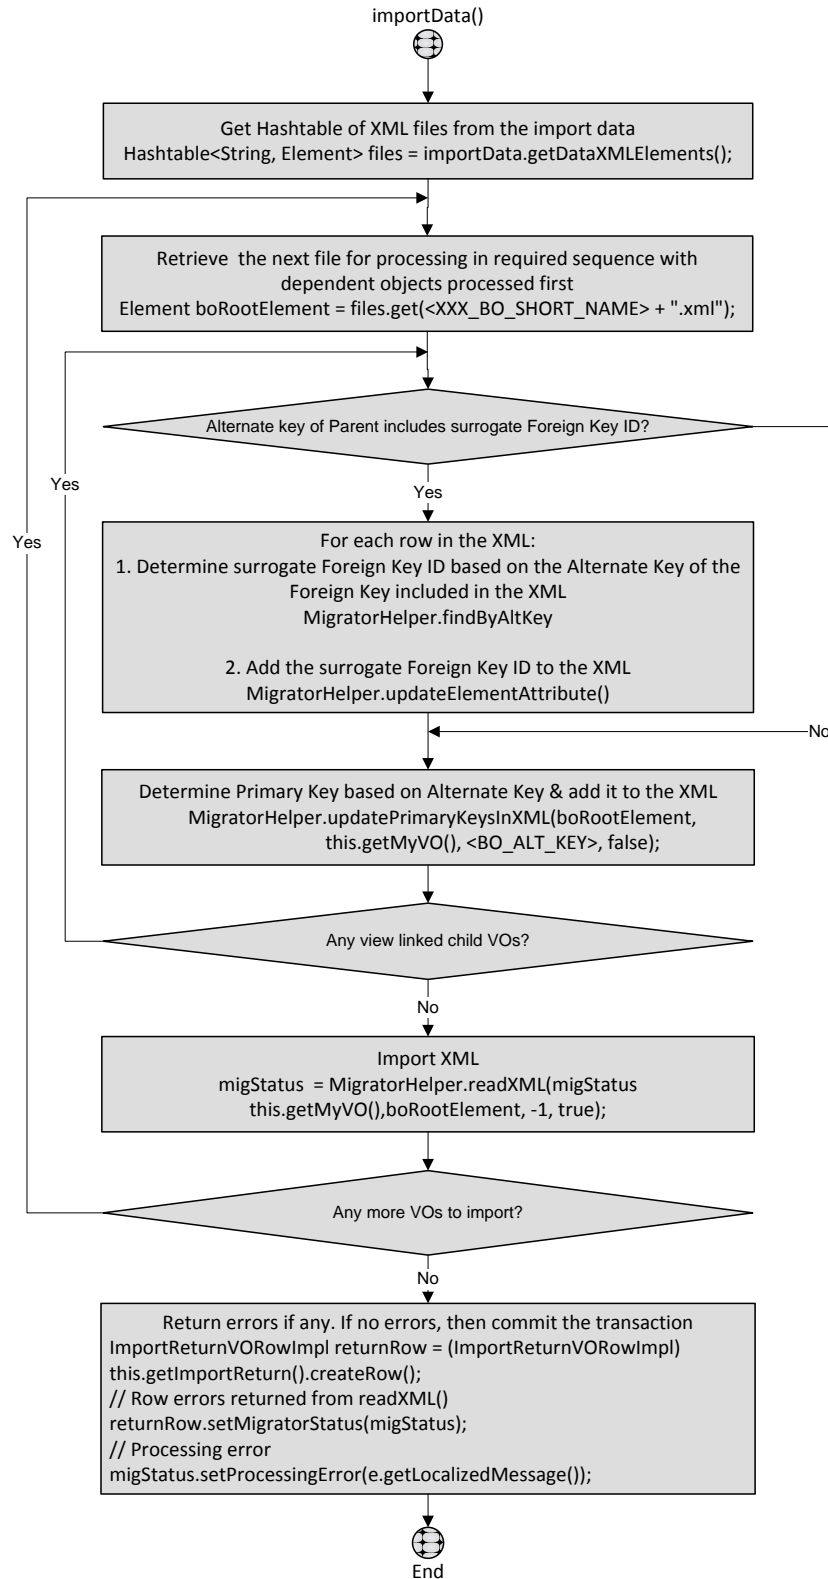 importData()
Get Hashtable of XML files from the import data
Hashtable<String, Element> files = importData.getDataXMLElements();
Retrieve  the next file for processing in required sequence with
dependent objects processed first
Element boRootElement = files.get(<XXX_BO_SHORT_NAME> + ".xml");
Alternate key of Parent includes surrogate Foreign Key ID?
Yes
Yes
Yes
For each row in the XML:
1. Determine surrogate Foreign Key ID based on the Alternate Key of the
Foreign Key included in the XML
MigratorHelper.findByAltKey
2. Add the surrogate Foreign Key ID to the XML
MigratorHelper.updateElementAttribute()
No
Determine Primary Key based on Alternate Key & add it to the XML
MigratorHelper.updatePrimaryKeysInXML(boRootElement,
this.getMyVO(), <BO_ALT_KEY>, false);
Any view linked child VOs?
No
Import XML
migStatus  = MigratorHelper.readXML(migStatus
this.getMyVO(),boRootElement, -1, true);
Any more VOs to import?
No
Return errors if any. If no errors, then commit the transaction
ImportReturnVORowImpl returnRow = (ImportReturnVORowImpl)
this.getImportReturn().createRow();
// Row errors returned from readXML()
returnRow.setMigratorStatus(migStatus);
// Processing error
migStatus.setProcessingError(e.getLocalizedMessage());
End